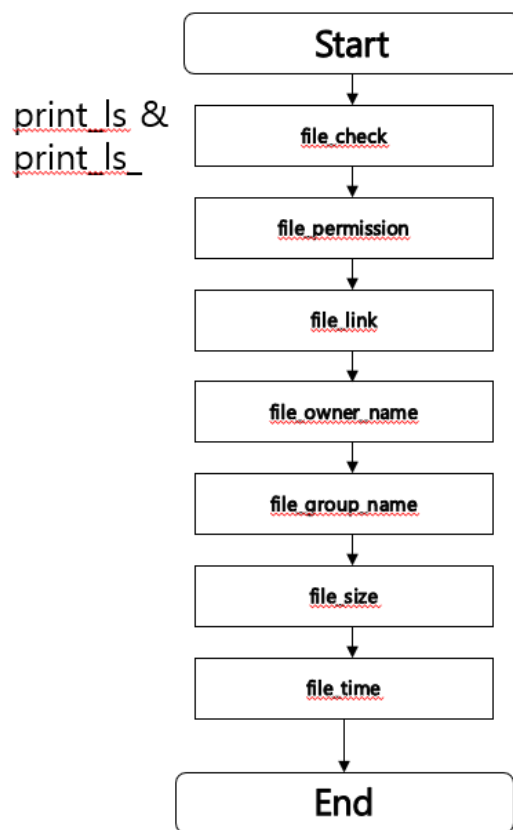 Start
print_ls &
print_ls_
file_check
file_permission
file_link
file_owner_name
file_group_name
file_size
file_time
End